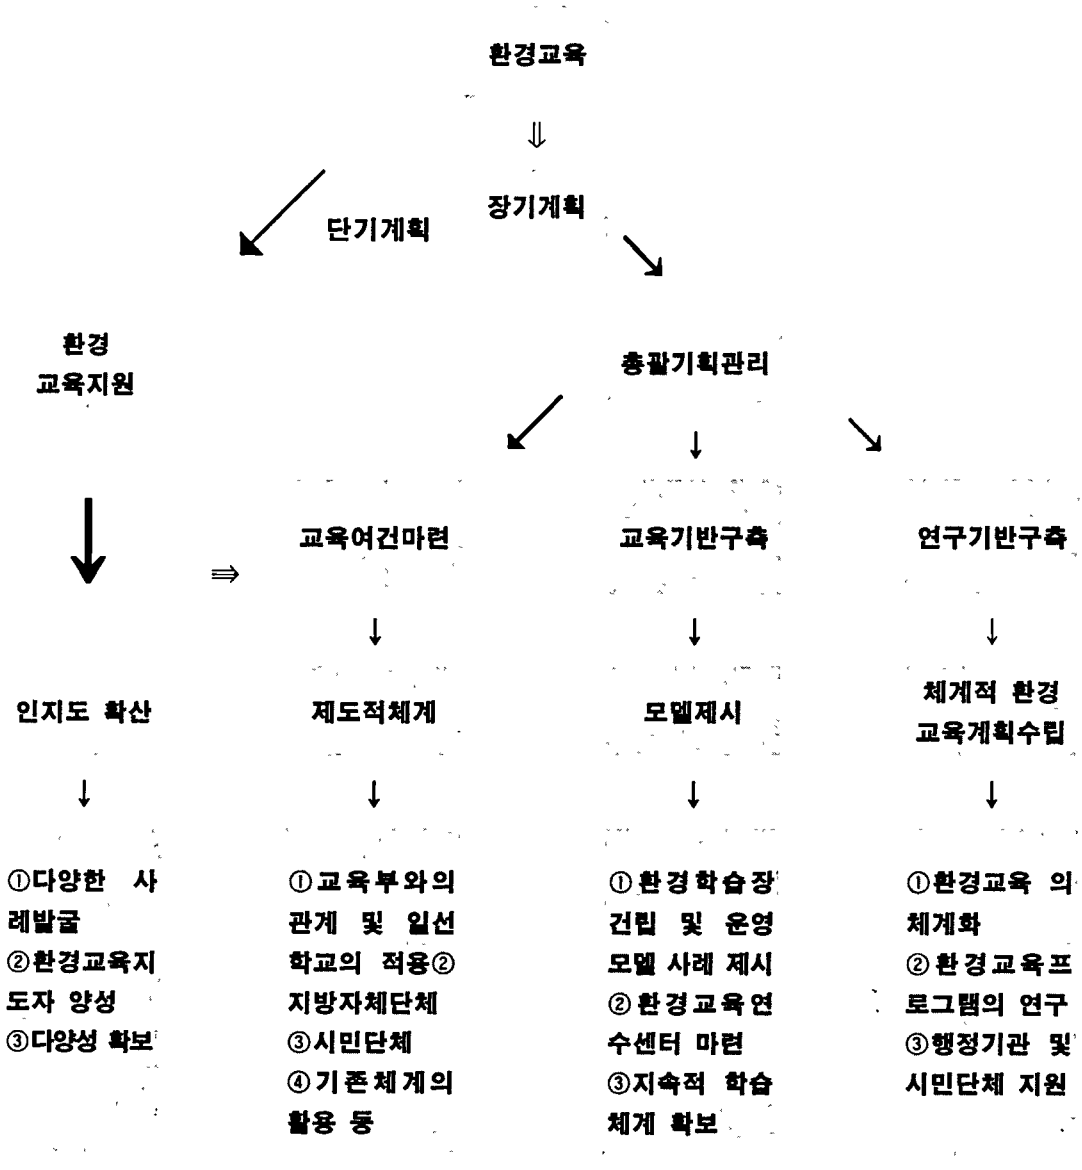 환경교육
⇓
장기계획
단기계획
환경
교육지원
총괄기획관리
↓
교육여건마련
교육기반구축
연구기반구축
⇛
↓
↓
↓
인지도 확산
제도적체계
모델제시
체계적 환경
교육계획수립
↓
↓
↓
↓
①다양한 사
례발굴
②환경교육지
도자 양성
③다양성 확보
①교육부와의
관계 및 일선
학교의 적용②
지방자체단체
③시민단체
④기존체계의
활용 등
①환경학습장
건립 및 운영
모델 사례 제시
②환경교육연
수센터 마련
③지속적 학습
체계 확보
①환경교육 의
체계화
②환경교육프
로그램의 연구
③행정기관 및
시민단체 지원